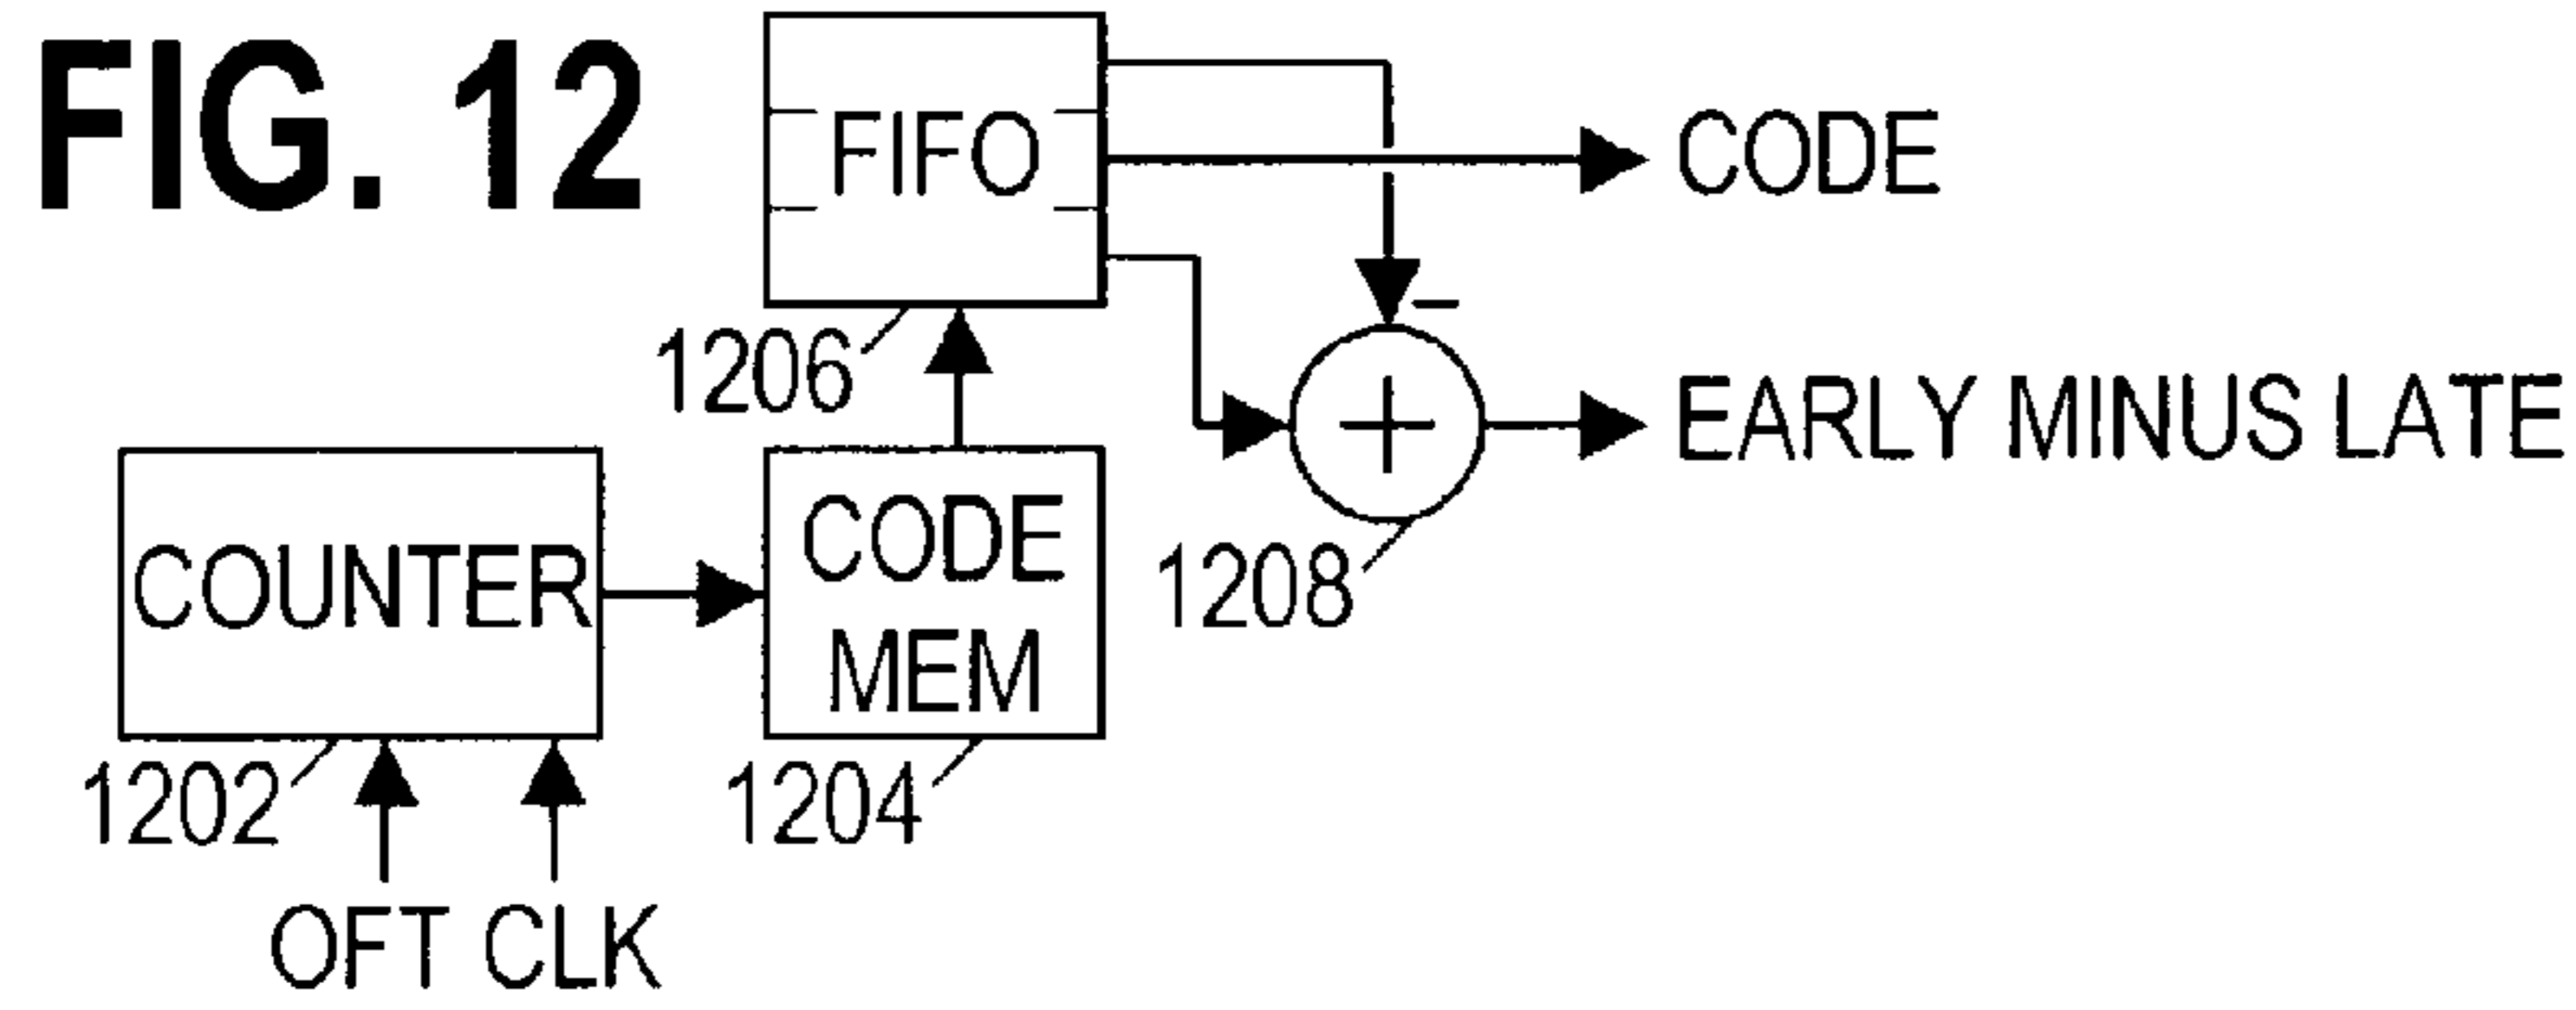 FIG. 12
FIFO
CODE
1206
−
+
EARLY MINUS LATE
COUNTER
CODE
MEM
1208
1202
1204
OFT CLK